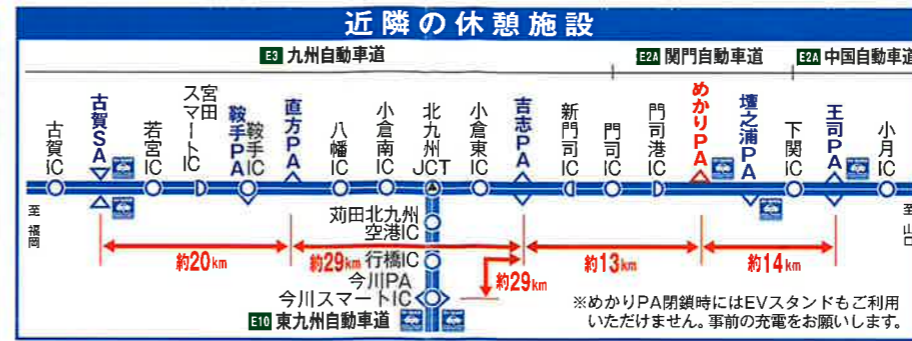 近隣の休憩施設
E3 九州自動車道
E2A 関門自動車道
E2A 中国自動車道
古賀IC
古賀SA
若宮IC
宮田スマートIC
鞍手PA
鞍手IC
直方PA
八幡IC
小倉南IC
北九州JCT
小倉東IC
吉志PA
新門司IC
門司IC
門司港IC
めかりPA
壇之浦PA
下関IC
王司PA
小月IC
至福岡
至山口
苅田北九州
空港IC
行橋IC
今川PA
今川スマートIC
E10 東九州自動車道
約20km
約29km
約29km
約13km
約14km
※めかりPA閉鎖時にはEVスタンドもご利用
いただけません。事前の充電をお願いします。